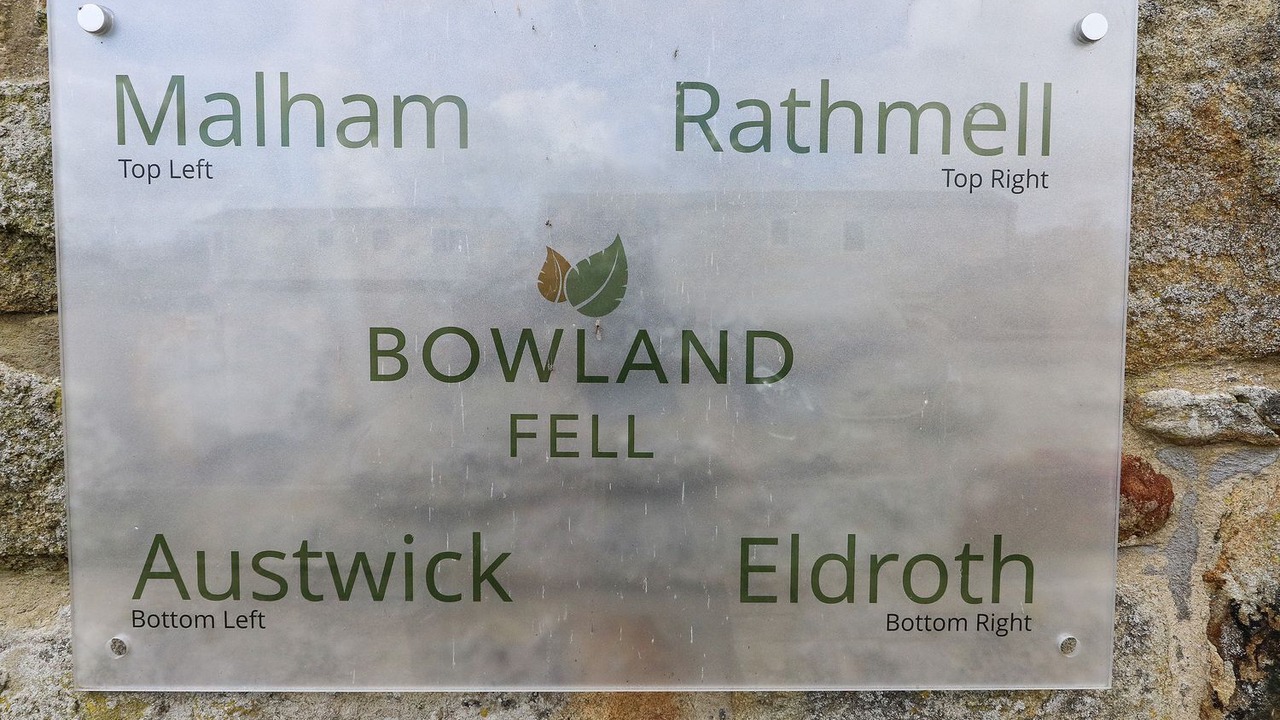 Malham Rathmell
Top Left Top Right
BOWLAND
FELL
Austwick Eldroth
Bottom Left Bottom Right